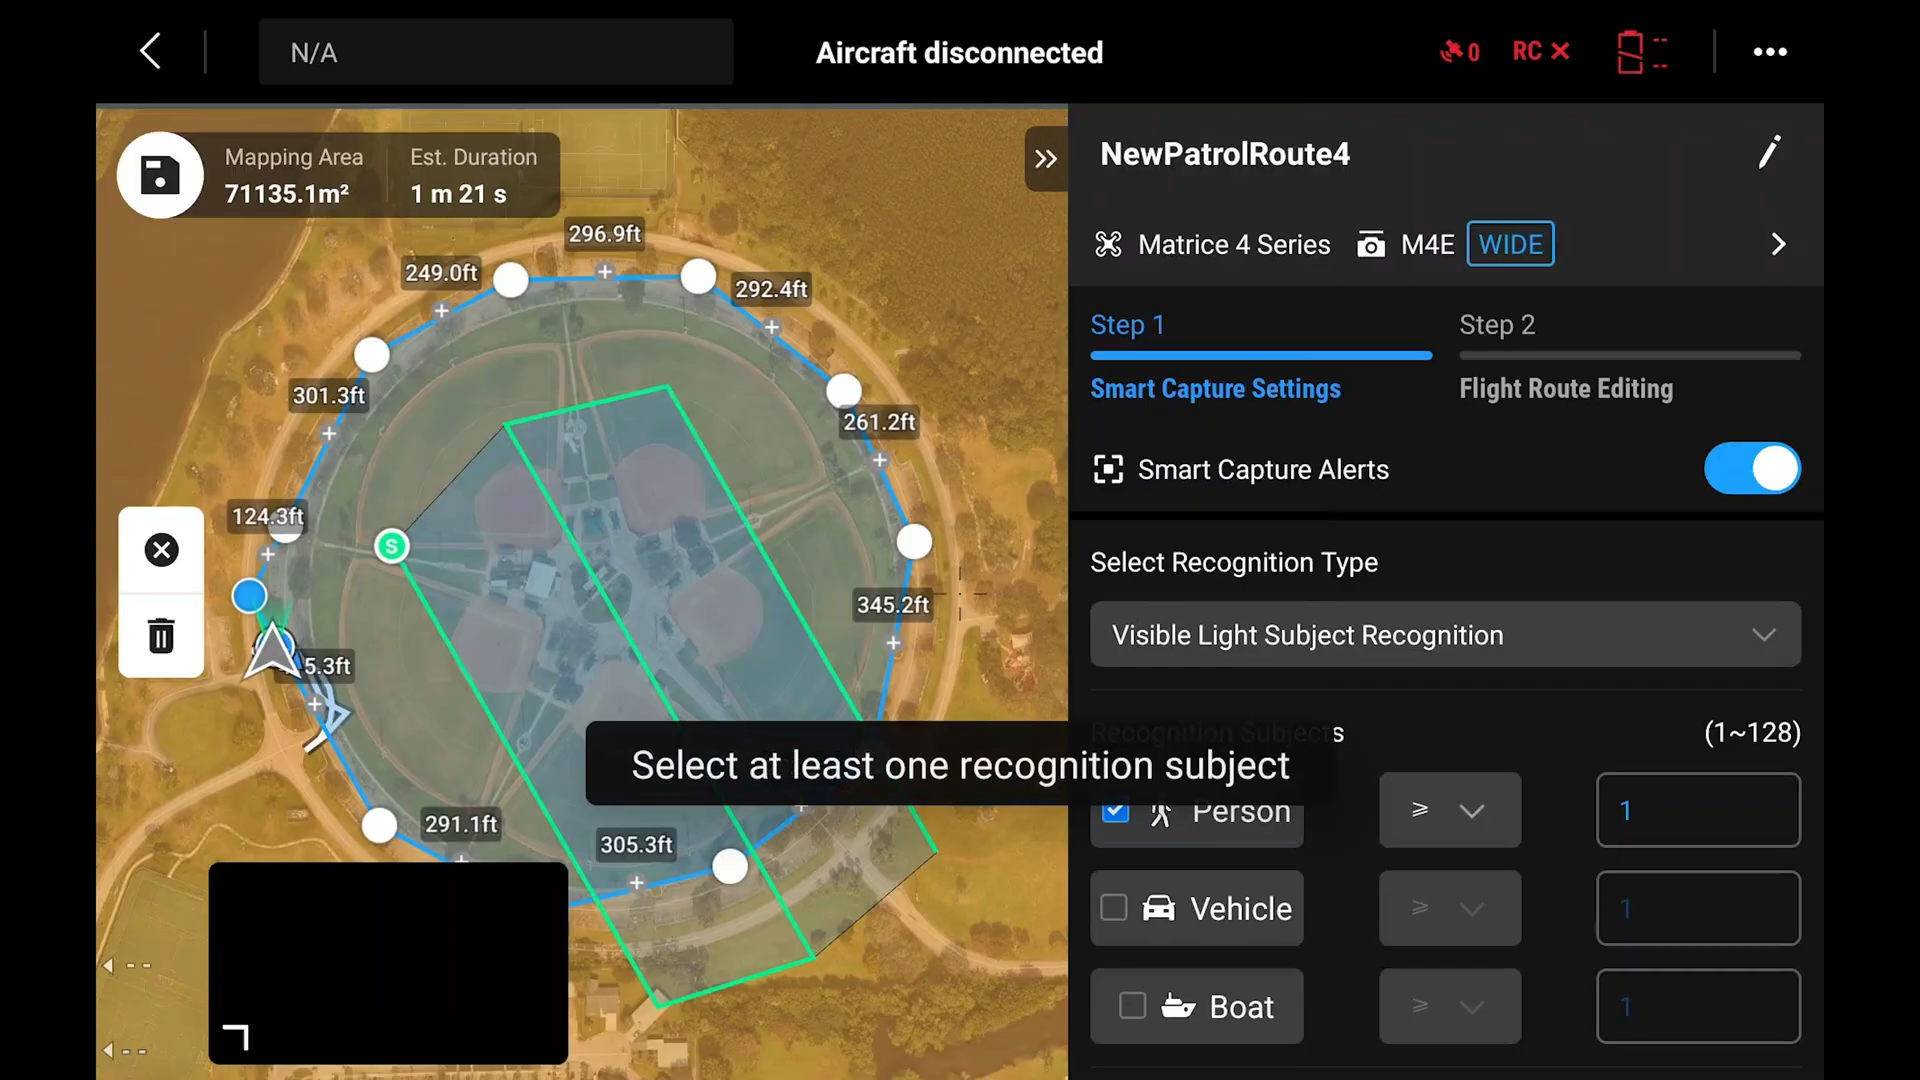 N/A
Aircraft disconnected
0
RC
--
--
Mapping Area
71135.1m²
Est. Duration
1 m 21 s
296.9ft
249.0ft
292.4ft
301.3ft
261.2ft
124.3ft
S
345.2ft
5.3ft
291.1ft
305.3ft
--
--
NewPatrolRoute4
Matrice 4 Series
M4E
WIDE
Step 1
Smart Capture Settings
Step 2
Flight Route Editing
Smart Capture Alerts
Select Recognition Type
Visible Light Subject Recognition
Recognition Subjects
(1~128)
Select at least one recognition subject
Person
≥
1
Vehicle
≥
1
Boat
≥
1